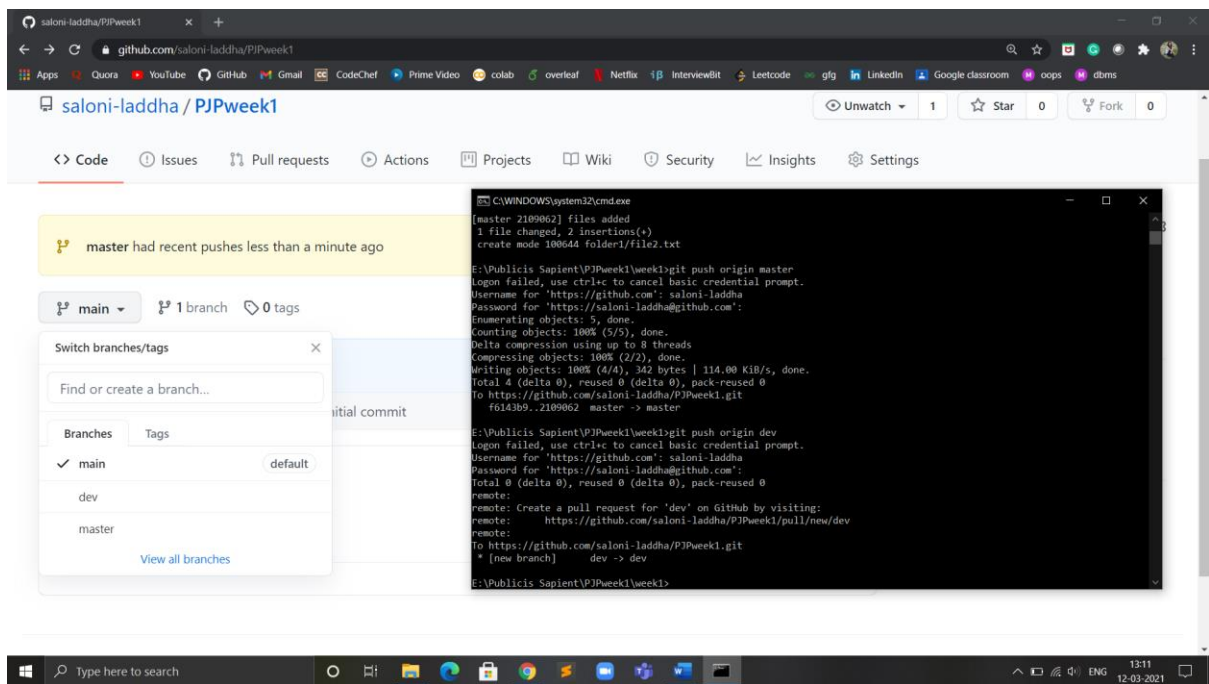 saloni-laddha/PJPweek1
github.com/saloni-laddha/PJPweek1
Apps Quora YouTube GitHub Gmail CodeChef Prime Video colab overleaf Netflix InterviewBit Leetcode gfg LinkedIn Google classroom oops dbms
saloni-laddha / PJPweek1
Unwatch 1 Star 0 Fork 0
Code Issues Pull requests Actions Projects Wiki Security Insights Settings
master had recent pushes less than a minute ago
main 1 branch 0 tags
Switch branches/tags
Find or create a branch...
itial commit
Branches Tags
main default
dev
master
View all branches
C:\WINDOWS\system32\cmd.exe
[master 2109062] files added
1 file changed, 2 insertions(+)
create mode 100644 folder1/file2.txt
E:\Publicis Sapient\PJPweek1\week1>git push origin master
Logon failed, use ctrl+c to cancel basic credential prompt.
Username for 'https://github.com': saloni-laddha
Password for 'https://saloni-laddha@github.com':
Enumerating objects: 5, done.
Counting objects: 100% (5/5), done.
Delta compression using up to 8 threads
Compressing objects: 100% (2/2), done.
Writing objects: 100% (4/4), 342 bytes | 114.00 KiB/s, done.
Total 4 (delta 0), reused 0 (delta 0), pack-reused 0
To https://github.com/saloni-laddha/PJPweek1.git
f6143b9..2109062 master -> master
E:\Publicis Sapient\PJPweek1\week1>git push origin dev
Logon failed, use ctrl+c to cancel basic credential prompt.
Username for 'https://github.com': saloni-laddha
Password for 'https://saloni-laddha@github.com':
Total 0 (delta 0), reused 0 (delta 0), pack-reused 0
remote:
remote: Create a pull request for 'dev' on GitHub by visiting:
remote: https://github.com/saloni-laddha/PJPweek1/pull/new/dev
remote:
To https://github.com/saloni-laddha/PJPweek1.git
* [new branch] dev -> dev
E:\Publicis Sapient\PJPweek1\week1>
Type here to search
ENG
13:11
12-03-2021